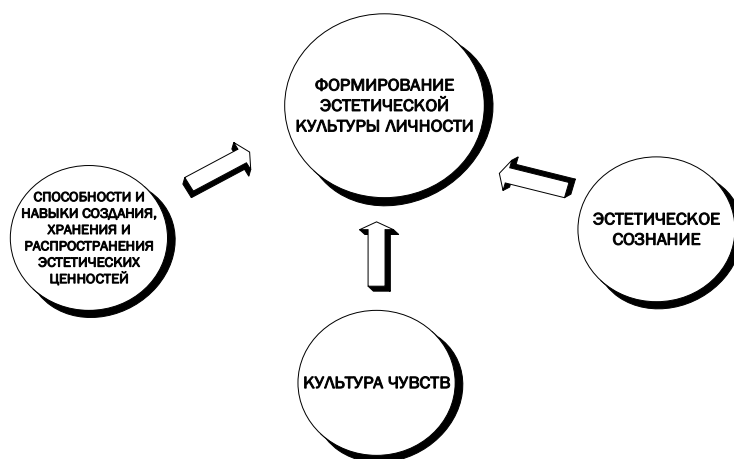 ФОРМИРОВАНИЕ
ЭСТЕТИЧЕСКОЙ
КУЛЬТУРЫ ЛИЧНОСТИ
СПОСОБНОСТИ И
НАВЫКИ СОЗДАНИЯ,
ХРАНЕНИЯ И
РАСПРОСТРАНЕНИЯ
ЭСТЕТИЧЕСКИХ
ЦЕННОСТЕЙ
ЭСТЕТИЧЕСКОЕ
СОЗНАНИЕ
КУЛЬТУРА ЧУВСТВ